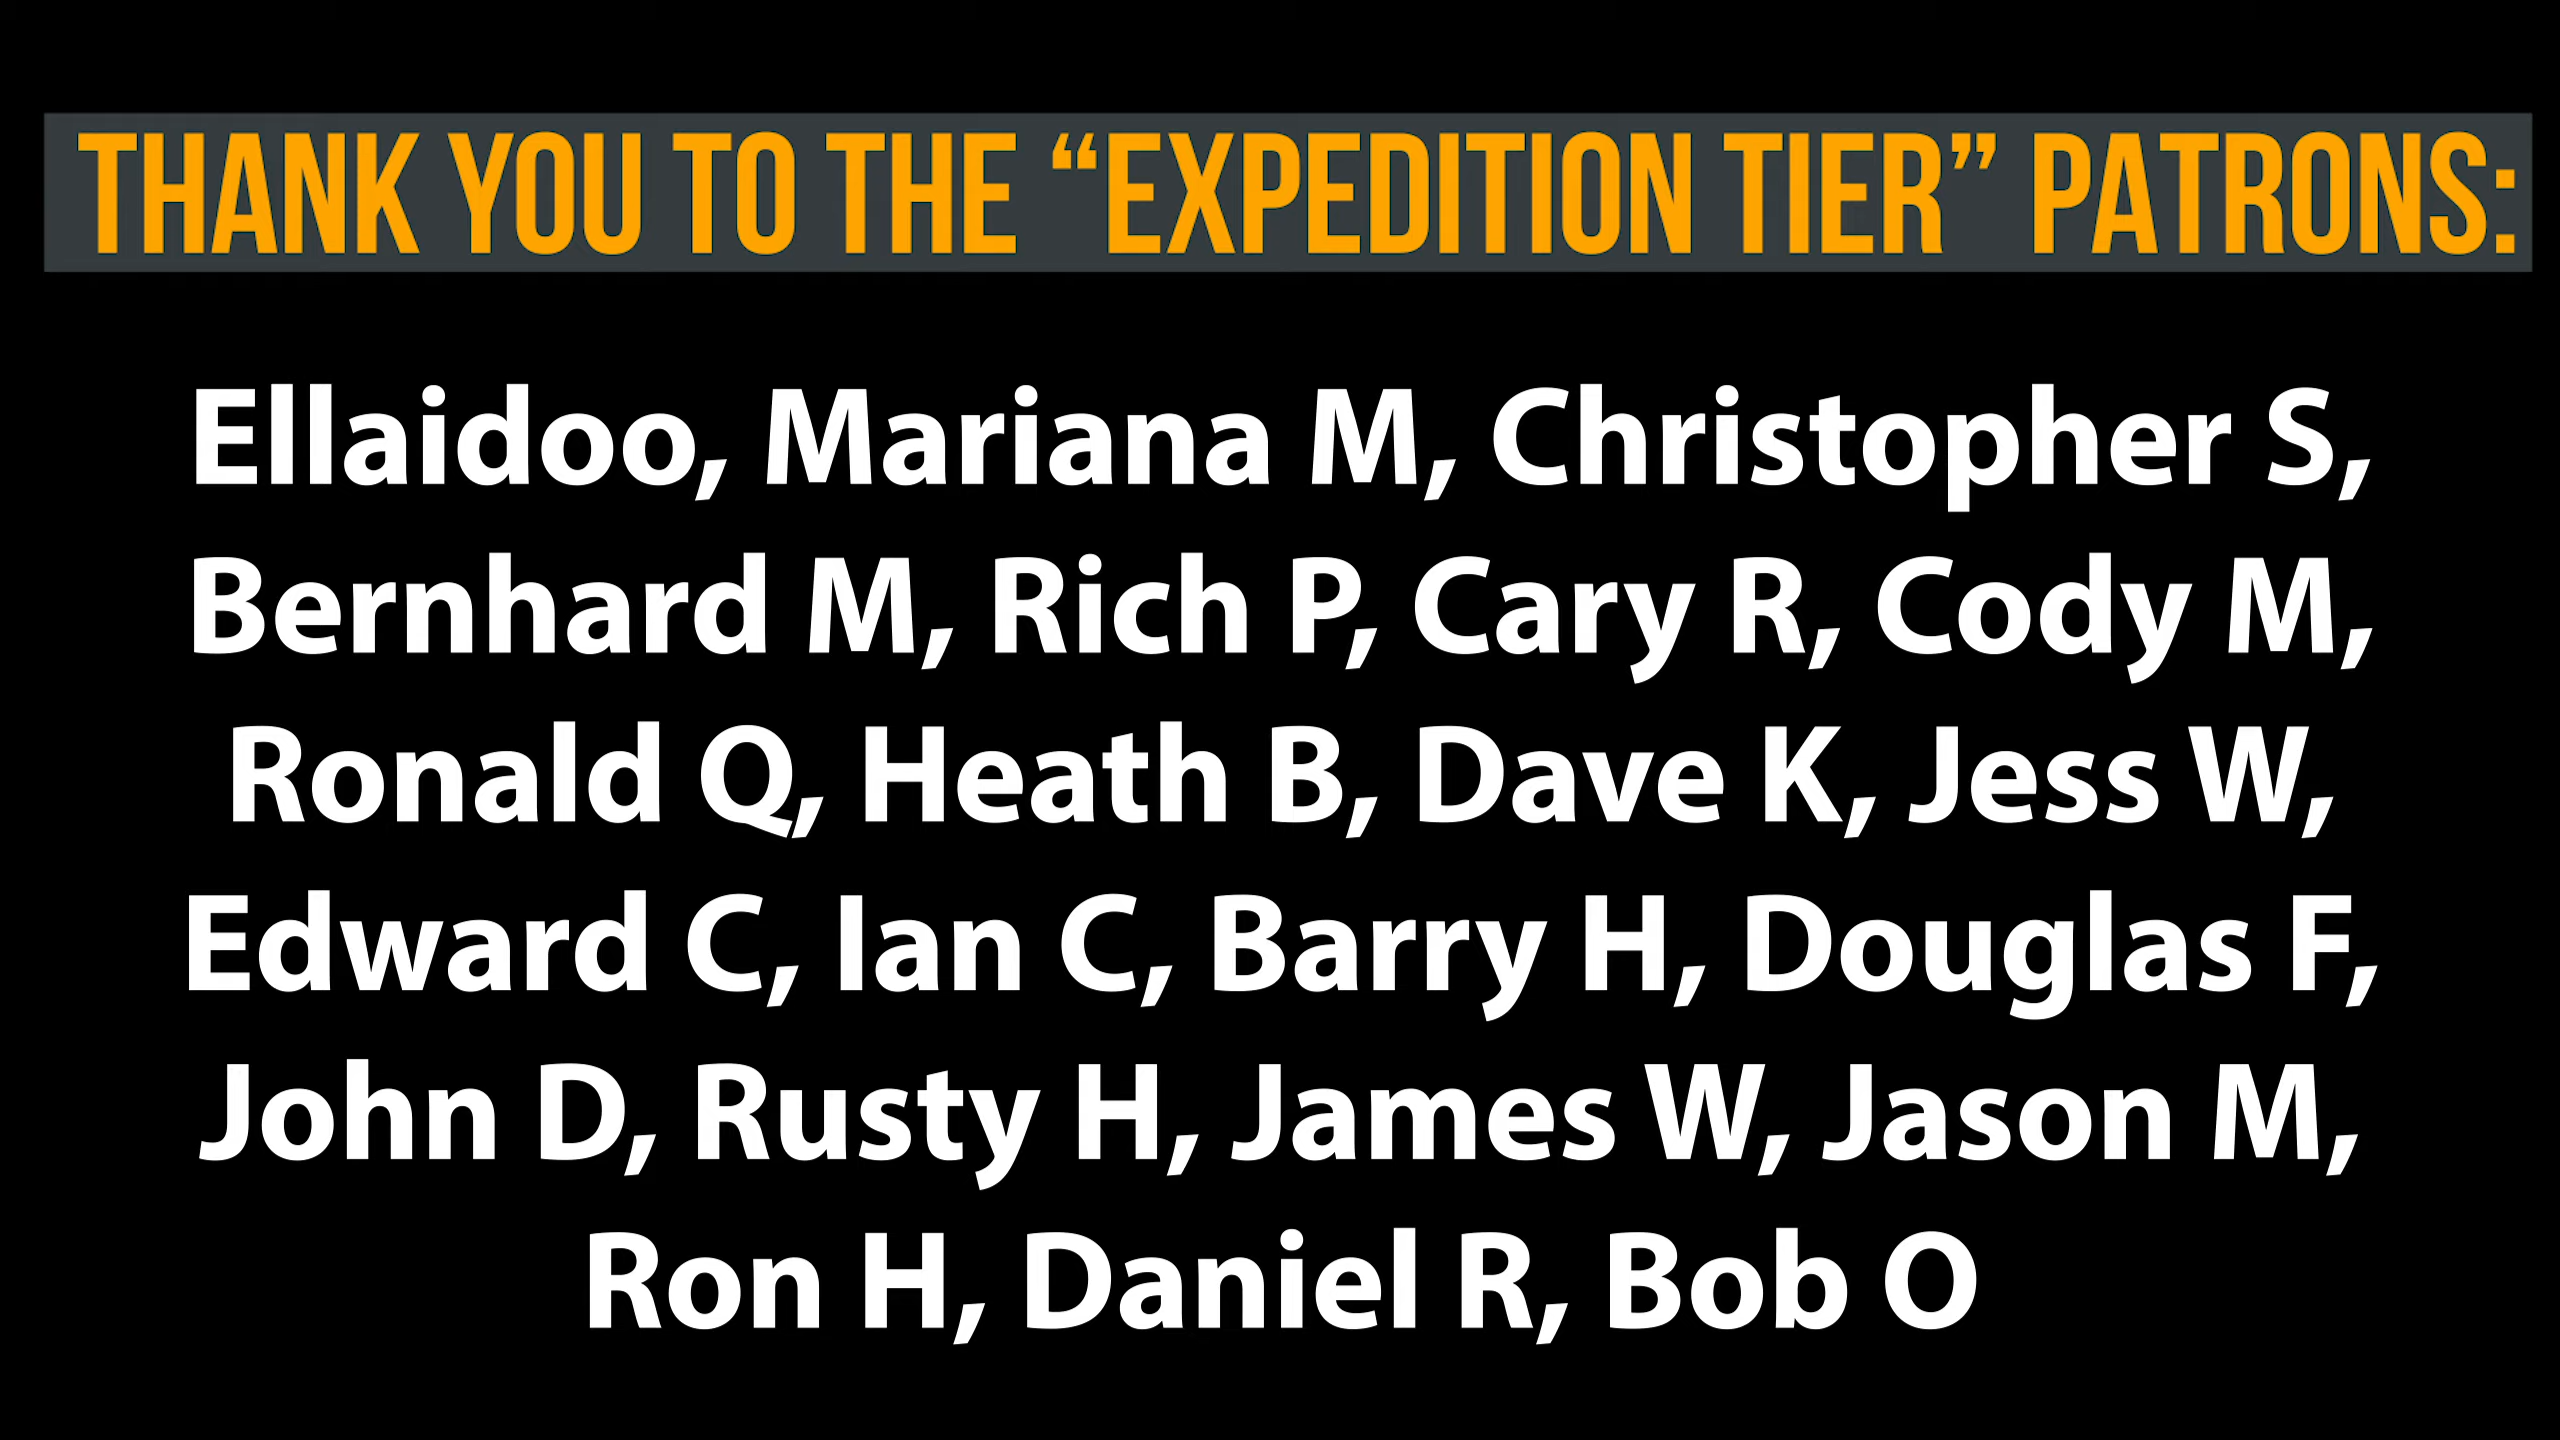 THANK YOU TO THE “EXPEDITION TIER” PATRONS:
Ellaidoo, Mariana M, Christopher S,
Bernhard M, Rich P, Cary R, Cody M,
Ronald Q, Heath B, Dave K, Jess W,
Edward C, Ian C, Barry H, Douglas F,
John D, Rusty H, James W, Jason M,
Ron H, Daniel R, Bob O